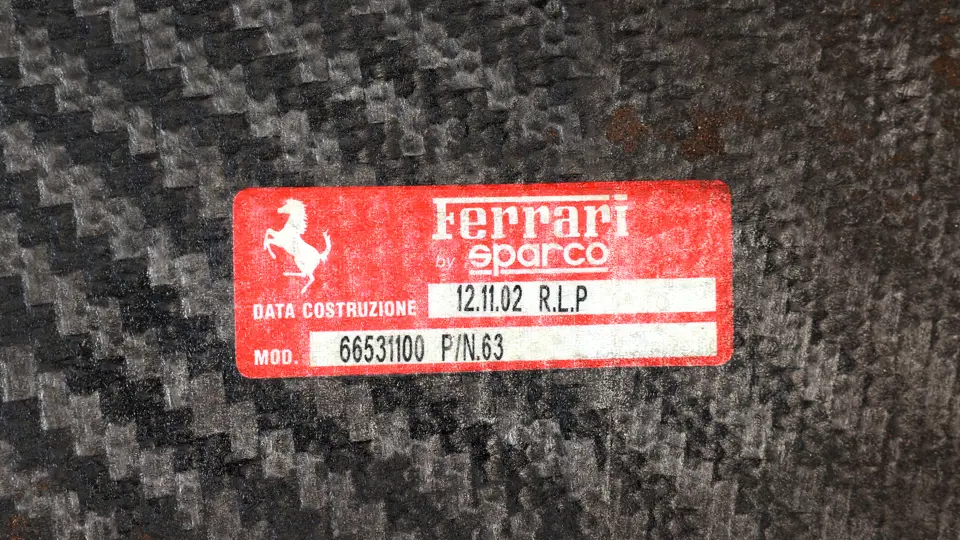 Ferrari
by sparco
DATA COSTRUZIONE 12.11.02 R.L.P
MOD. 66531100 P/N.63